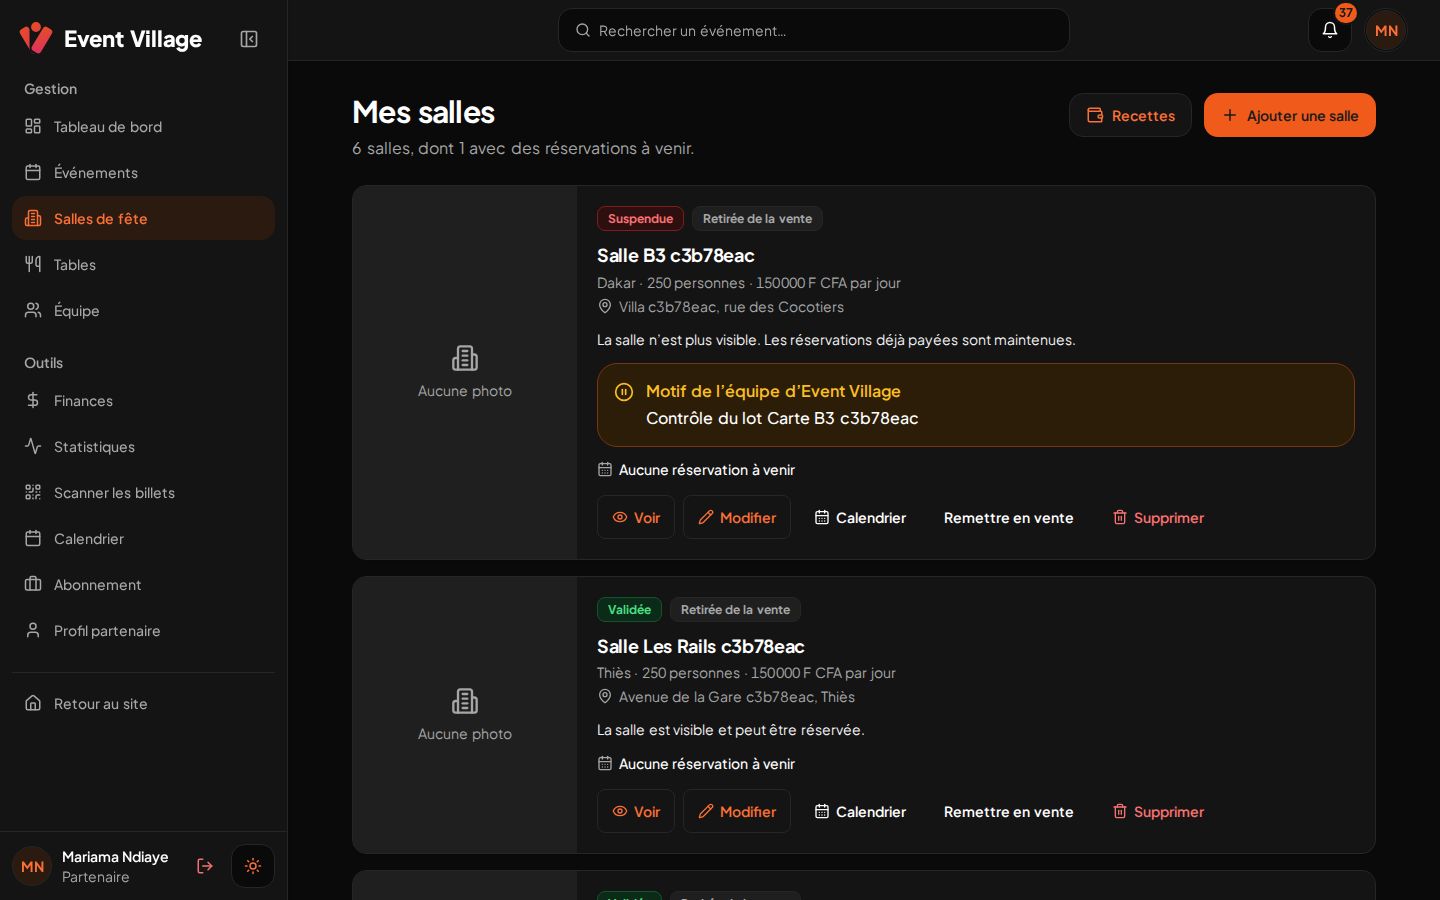 Event Village
Gestion
Tableau de bord
Événements
Salles de fête
Tables
Équipe
Outils
Finances
Statistiques
Scanner les billets
Calendrier
Abonnement
Profil partenaire
Retour au site
MN
Mariama Ndiaye
Partenaire
Rechercher un événement...
37
MN
Mes salles
6 salles, dont 1 avec des réservations à venir.
Recettes
Ajouter une salle
Aucune photo
Suspendue
Retirée de la vente
Salle B3 c3b78eac
Dakar · 250 personnes · 150000 F CFA par jour
Villa c3b78eac, rue des Cocotiers
La salle n’est plus visible. Les réservations déjà payées sont maintenues.
Motif de l’équipe d’Event Village
Contrôle du lot Carte B3 c3b78eac
Aucune réservation à venir
Voir
Modifier
Calendrier
Remettre en vente
Supprimer
Aucune photo
Validée
Retirée de la vente
Salle Les Rails c3b78eac
Thiès · 250 personnes · 150000 F CFA par jour
Avenue de la Gare c3b78eac, Thiès
La salle est visible et peut être réservée.
Aucune réservation à venir
Voir
Modifier
Calendrier
Remettre en vente
Supprimer